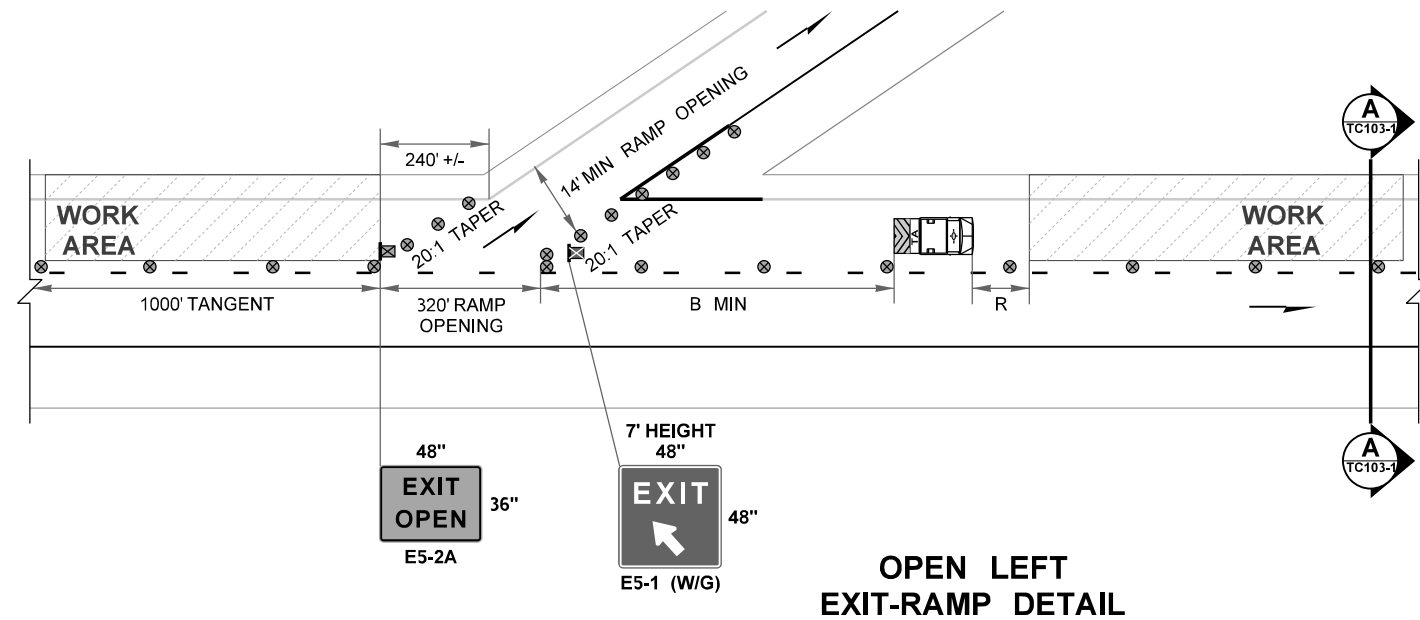 A
TC103-1
240' +/-
14' MIN RAMP OPENING
WORK
AREA
20:1 TAPER
20:1 TAPER
TA
WORK
AREA
1000' TANGENT
320' RAMP
OPENING
B MIN
R
7' HEIGHT
48"
48"
EXIT
OPEN
36"
E5-2A
EXIT
48"
E5-1 (W/G)
A
TC103-1
OPEN LEFT
EXIT-RAMP DETAIL